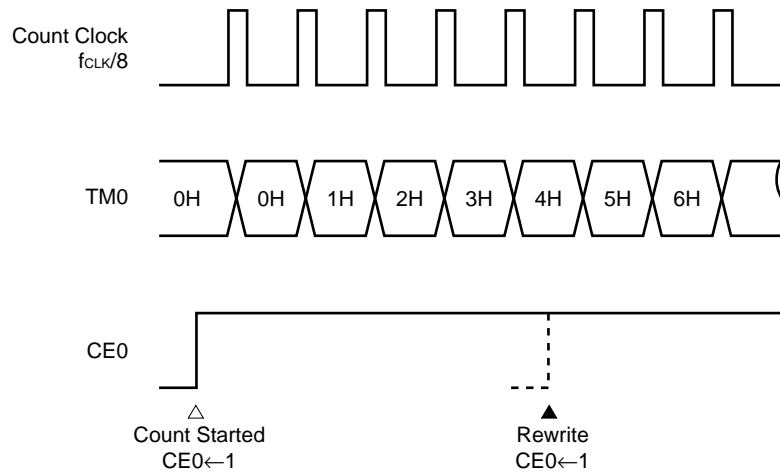 Count Clock
fCLK/8
TM0
0H 0H 1H 2H 3H 4H 5H 6H
CE0
Count Started
CE0←1
Rewrite
CE0←1